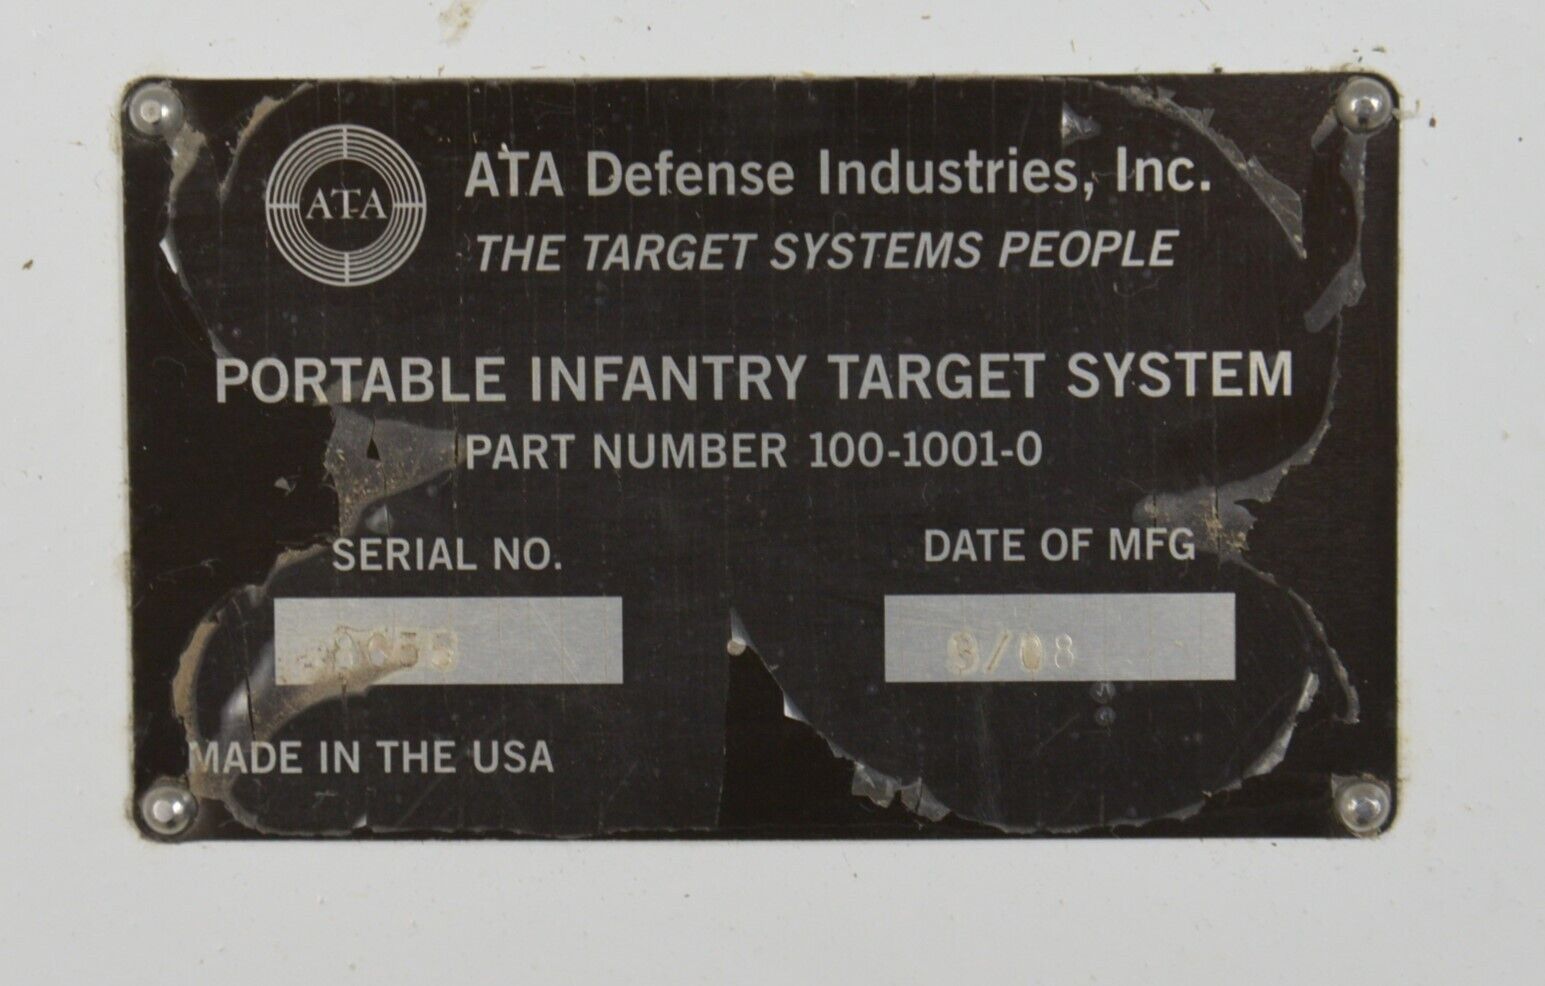 ATA
ATA Defense Industries, Inc.
THE TARGET SYSTEMS PEOPLE
PORTABLE INFANTRY TARGET SYSTEM
PART NUMBER 100-1001-0
SERIAL NO.
DATE OF MFG
MADE IN THE USA